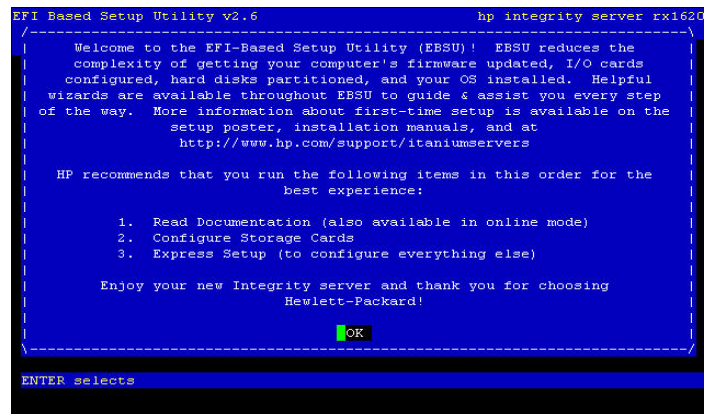 EFI Based Setup Utility v2.6 hp integrity server rx1620
Welcome to the EFI-Based Setup Utility (EBSU)! EBSU reduces the
complexity of getting your computer's firmware updated, I/O cards
configured, hard disks partitioned, and your OS installed. Helpful
wizards are available throughout EBSU to guide & assist you every step
of the way. More information about first-time setup is available on the
setup poster, installation manuals, and at
http://www.hp.com/support/itaniumservers
HP recommends that you run the following items in this order for the
best experience:
1. Read Documentation (also available in online mode)
2. Configure Storage Cards
3. Express Setup (to configure everything else)
Enjoy your new Integrity server and thank you for choosing
Hewlett-Packard!
OK
ENTER selects